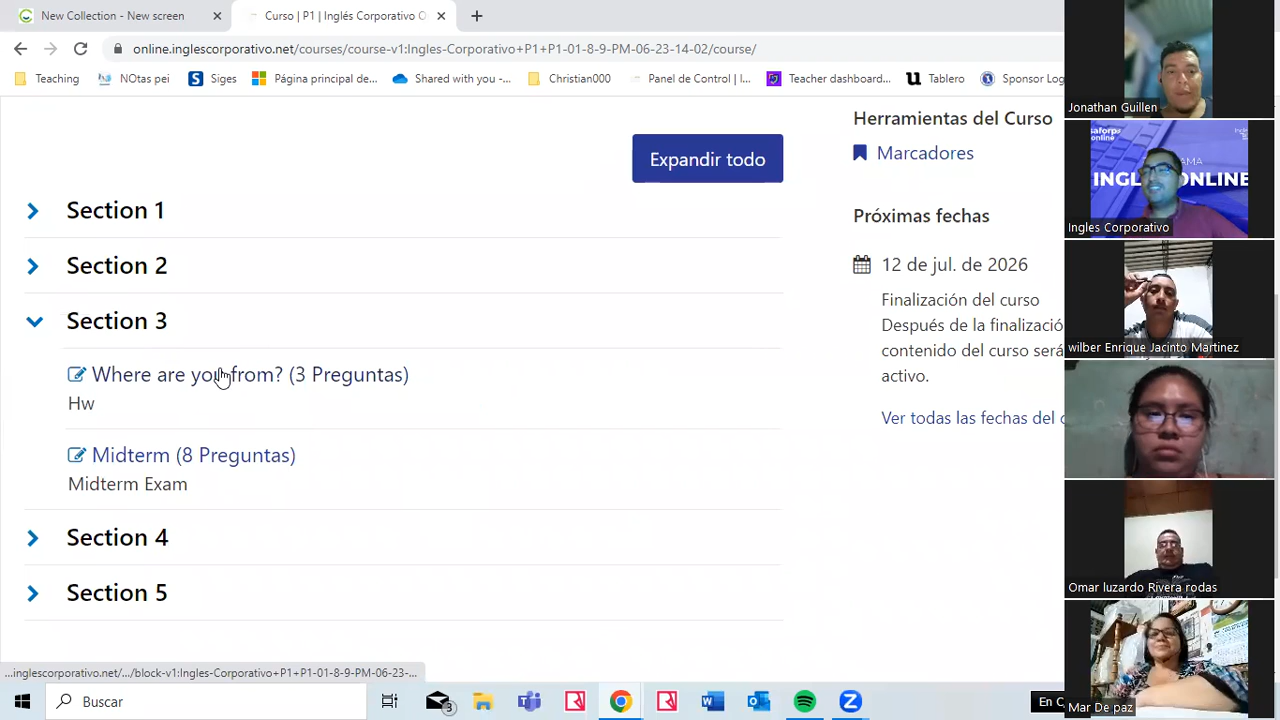 New Collection - New screen
Curso | P1 | Inglés Corporativo O
online.inglescorporativo.net/courses/course-v1:Ingles-Corporativo+P1+P1-01-8-9-PM-06-23-14-02/course/
Teaching
NOtas pei
Siges
Página principal de...
Shared with you -...
Christian000
Panel de Control | I...
Teacher dashboard...
Tablero
Sponsor Log
Expandir todo
Section 1
Section 2
Section 3
Where are you from? (3 Preguntas)
Hw
Midterm (8 Preguntas)
Midterm Exam
Section 4
Section 5
Herramientas del Curso
Marcadores
Próximas fechas
12 de jul. de 2026
Finalización del curso
Después de la finalizació
contenido del curso será
activo.
Ver todas las fechas del c
...inglescorporativo.net/.../block-v1:Ingles-Corporativo+P1+P1-01-8-9-PM-06-23-...
Buscar
3
En C
Jonathan Guillen
saforp
online
AMA
INGL ONLINE
Ingles Corporativo
wilber Enrique Jacinto Martinez
Omar luzardo Rivera rodas
Mar De paz